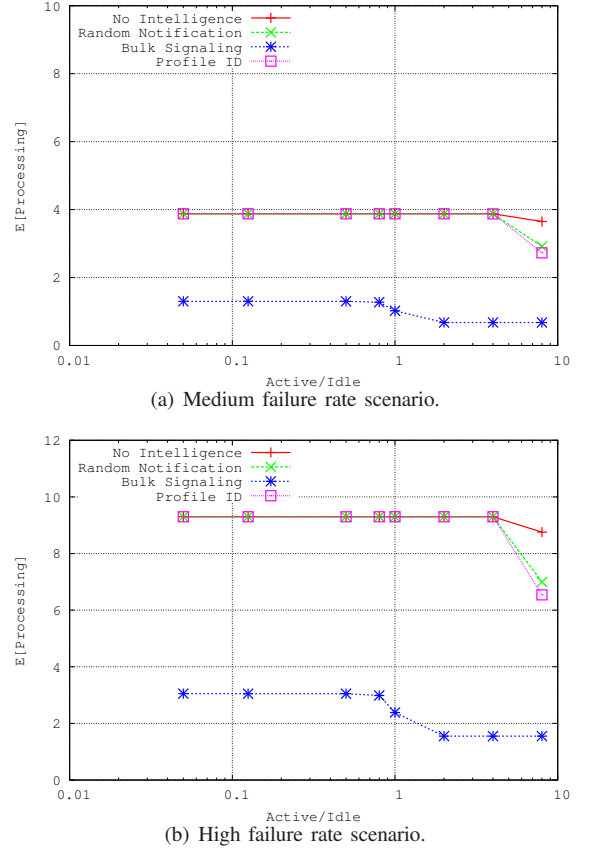 No Intelligence
Random Notification
Bulk Signaling
Profile ID
10
8
6
4
2
0
E[Processing]
0.01 0.1 1 10
Active/Idle
(a) Medium failure rate scenario.
No Intelligence
Random Notification
Bulk Signaling
Profile ID
12
10
8
6
4
2
0
E[Processing]
0.01 0.1 1 10
Active/Idle
(b) High failure rate scenario.